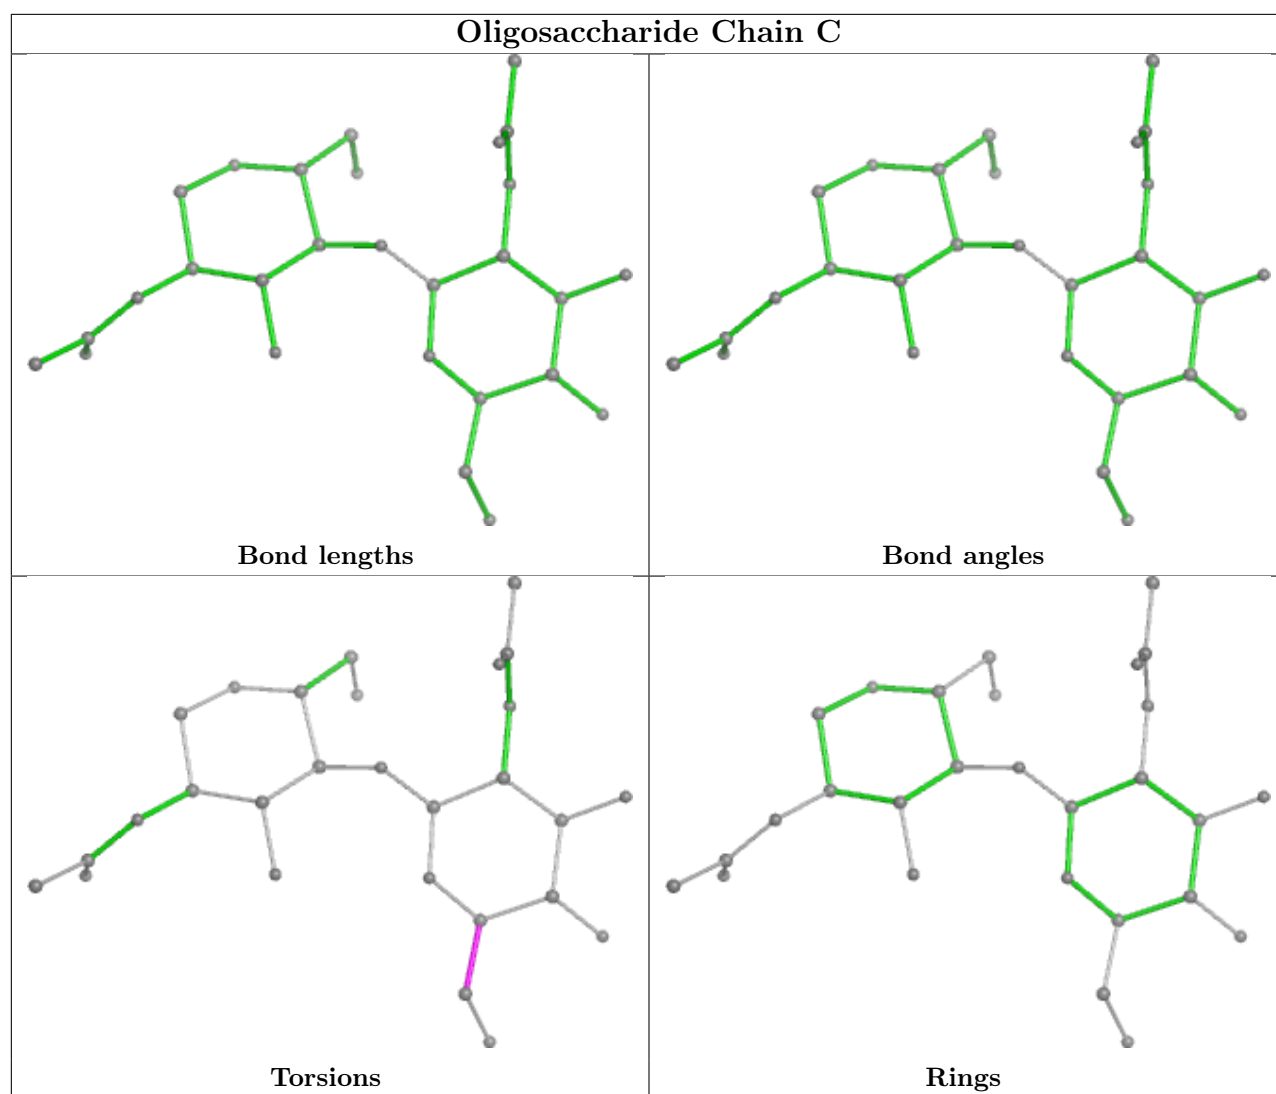 Oligosaccharide Chain C
Bond lengths
Bond angles
Torsions
Rings